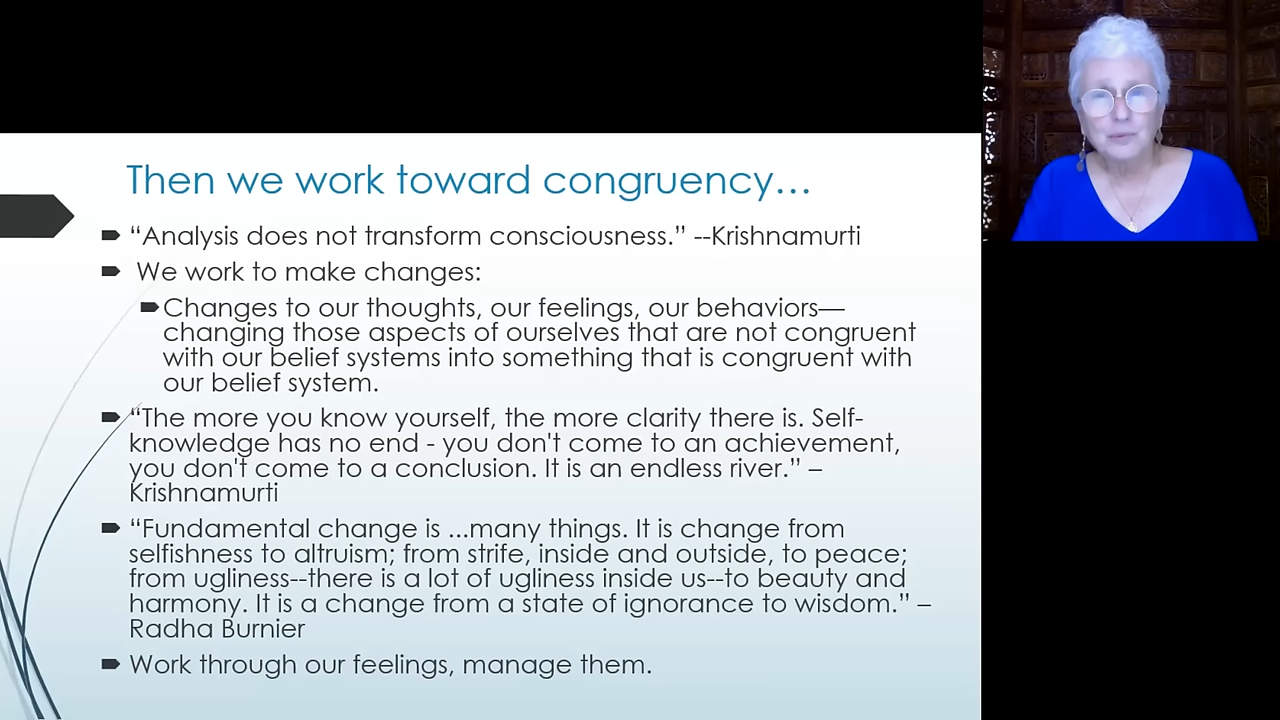 Then we work toward congruency…
“Analysis does not transform consciousness.” --Krishnamurti
We work to make changes:
Changes to our thoughts, our feelings, our behaviors—
changing those aspects of ourselves that are not congruent
with our belief systems into something that is congruent with
our belief system.
“The more you know yourself, the more clarity there is. Self-
knowledge has no end - you don't come to an achievement,
you don't come to a conclusion. It is an endless river.” –
Krishnamurti
“Fundamental change is ...many things. It is change from
selfishness to altruism; from strife, inside and outside, to peace;
from ugliness--there is a lot of ugliness inside us--to beauty and
harmony. It is a change from a state of ignorance to wisdom.” –
Radha Burnier
Work through our feelings, manage them.